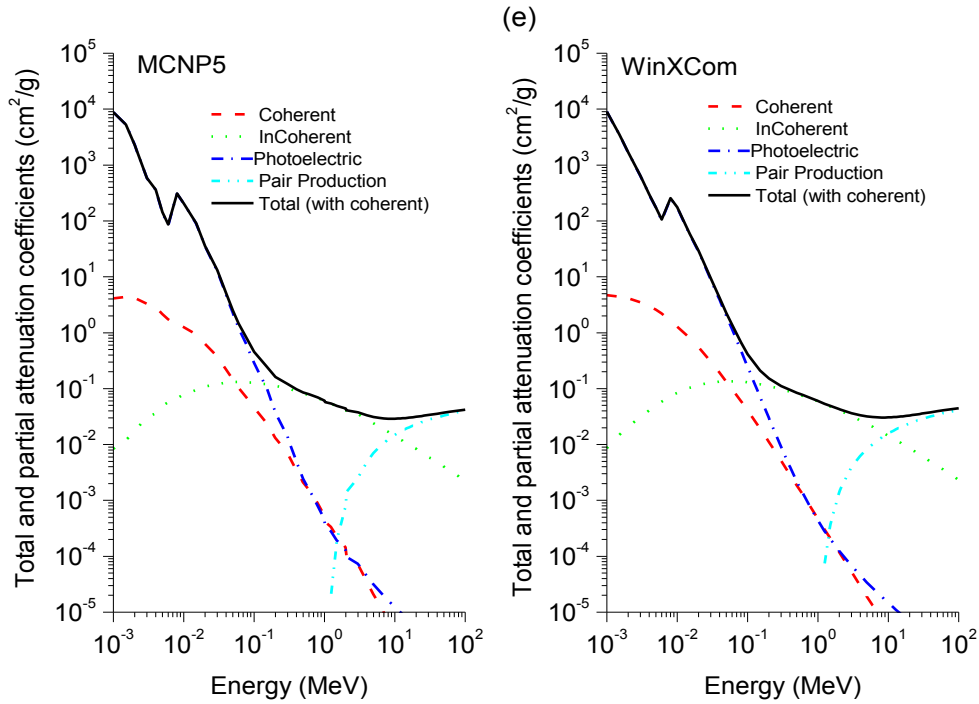 (e)
MCNP5
Coherent
InCoherent
Photoelectric
Pair Production
Total (with coherent)
Total and partial attenuation coefficients (cm²/g)
10⁵
10⁴
10³
10²
10¹
10⁰
10⁻¹
10⁻²
10⁻³
10⁻⁴
10⁻⁵
10⁻³ 10⁻² 10⁻¹ 10⁰ 10¹ 10²
Energy (MeV)
WinXCom
Coherent
InCoherent
Photoelectric
Pair Production
Total (with coherent)
Total and partial attenuation coefficients (cm²/g)
10⁵
10⁴
10³
10²
10¹
10⁰
10⁻¹
10⁻²
10⁻³
10⁻⁴
10⁻⁵
10⁻³ 10⁻² 10⁻¹ 10⁰ 10¹ 10²
Energy (MeV)